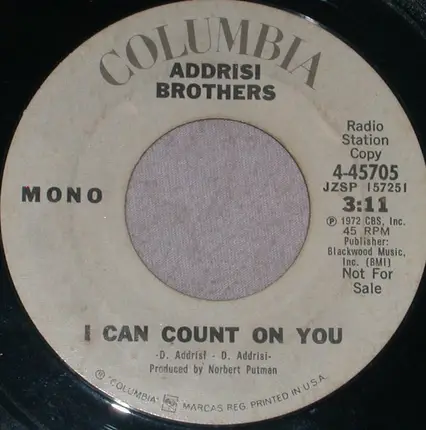 COLUMBIA
ADDRISI
BROTHERS
MONO
Radio
Station
Copy
4-45705
JZSP 157251
3:11
℗ 1972 CBS, Inc.
45 RPM
Publisher:
Blackwood Music,
Inc. (BMI)
Not For
Sale
I CAN COUNT ON YOU
-D. Addrisi - D. Addrisi-
Produced by Norbert Putman
® "COLUMBIA" MARCAS REG. PRINTED IN U.S.A.